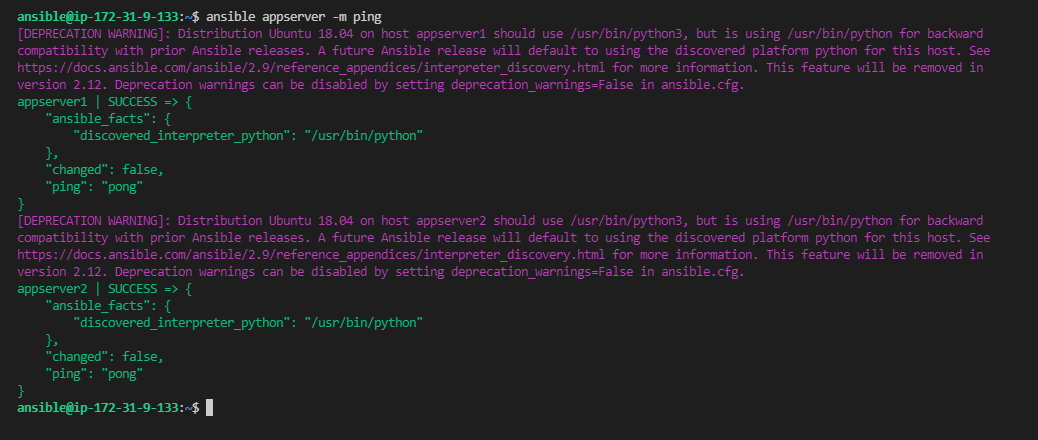 ansible@ip-172-31-9-133:~$ ansible appserver -m ping
[DEPRECATION WARNING]: Distribution Ubuntu 18.04 on host appserver1 should use /usr/bin/python3, but is using /usr/bin/python for backward
compatibility with prior Ansible releases. A future Ansible release will default to using the discovered platform python for this host. See
https://docs.ansible.com/ansible/2.9/reference_appendices/interpreter_discovery.html for more information. This feature will be removed in
version 2.12. Deprecation warnings can be disabled by setting deprecation_warnings=False in ansible.cfg.
appserver1 | SUCCESS => {
    "ansible_facts": {
        "discovered_interpreter_python": "/usr/bin/python"
    },
    "changed": false,
    "ping": "pong"
}
[DEPRECATION WARNING]: Distribution Ubuntu 18.04 on host appserver2 should use /usr/bin/python3, but is using /usr/bin/python for backward
compatibility with prior Ansible releases. A future Ansible release will default to using the discovered platform python for this host. See
https://docs.ansible.com/ansible/2.9/reference_appendices/interpreter_discovery.html for more information. This feature will be removed in
version 2.12. Deprecation warnings can be disabled by setting deprecation_warnings=False in ansible.cfg.
appserver2 | SUCCESS => {
    "ansible_facts": {
        "discovered_interpreter_python": "/usr/bin/python"
    },
    "changed": false,
    "ping": "pong"
}
ansible@ip-172-31-9-133:~$